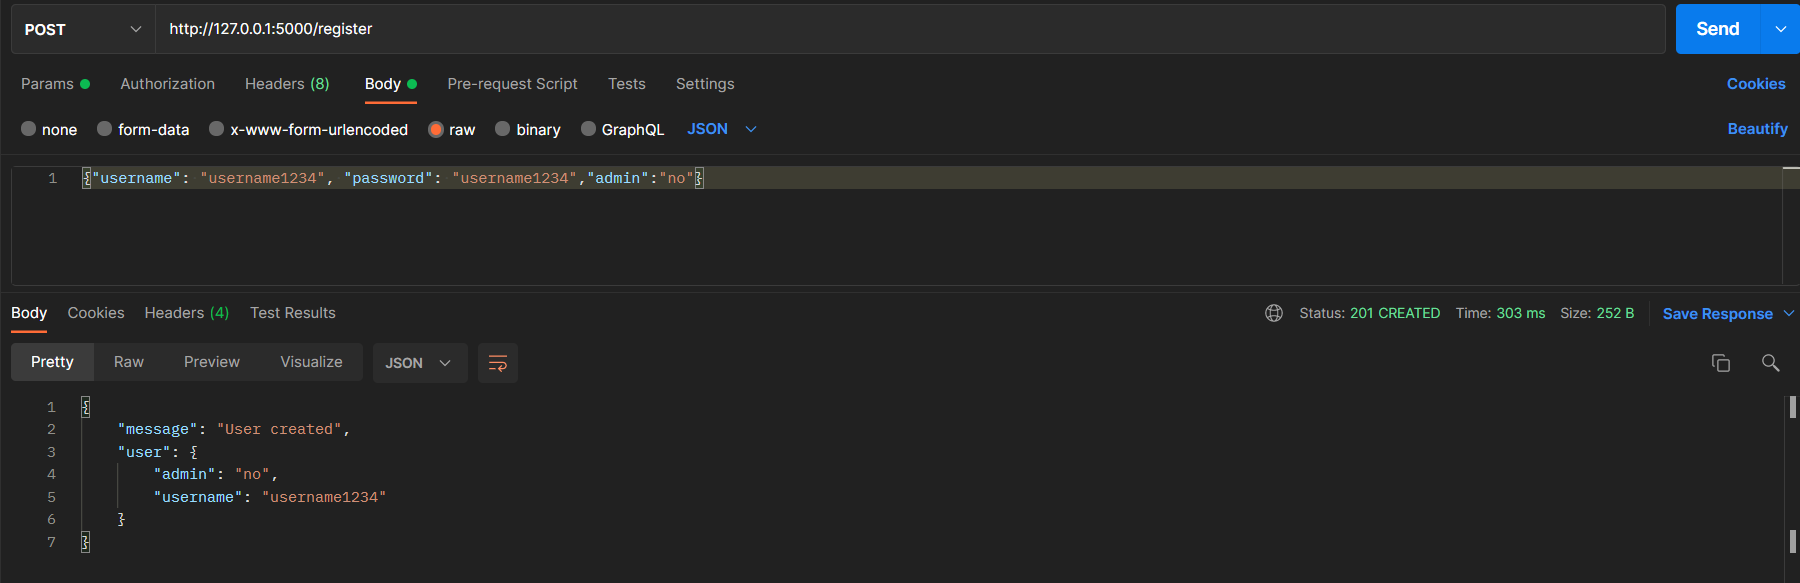 POST http://127.0.0.1:5000/register Send
Params Authorization Headers (8) Body Pre-request Script Tests Settings Cookies
none form-data x-www-form-urlencoded raw binary GraphQL JSON Beautify
1 {"username": "username1234", "password": "username1234","admin":"no"}
Body Cookies Headers (4) Test Results Status: 201 CREATED Time: 303 ms Size: 252 B Save Response
Pretty Raw Preview Visualize JSON
1 {
2 "message": "User created",
3 "user": {
4 "admin": "no",
5 "username": "username1234"
6 }
7 }